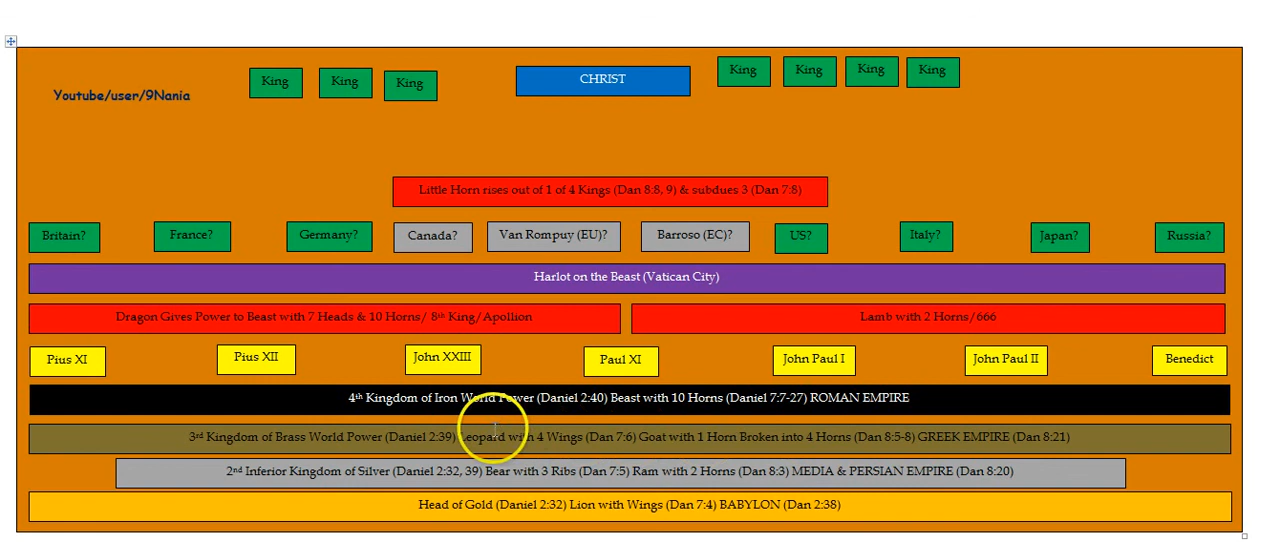 King King King CHRIST King King King King
Youtube/user/9Nania
Little Horn rises out of 1 of 4 Kings (Dan 8:8, 9) & subdues 3 (Dan 7:8)
Britain? France? Germany? Canada? Van Rompuy (EU)? Barroso (EC)? US? Italy? Japan? Russia?
Harlot on the Beast (Vatican City)
Dragon Gives Power to Beast with 7 Heads & 10 Horns/ 8th King/Apollion Lamb with 2 Horns/666
Pius XI Pius XII John XXIII Paul XI John Paul I John Paul II Benedict
4th Kingdom of Iron World Power (Daniel 2:40) Beast with 10 Horns (Daniel 7:7-27) ROMAN EMPIRE
3rd Kingdom of Brass World Power (Daniel 2:39) Leopard with 4 Wings (Dan 7:6) Goat with 1 Horn Broken into 4 Horns (Dan 8:5-8) GREEK EMPIRE (Dan 8:21)
2nd Inferior Kingdom of Silver (Daniel 2:32, 39) Bear with 3 Ribs (Dan 7:5) Ram with 2 Horns (Dan 8:3) MEDIA & PERSIAN EMPIRE (Dan 8:20)
Head of Gold (Daniel 2:32) Lion with Wings (Dan 7:4) BABYLON (Dan 2:38)